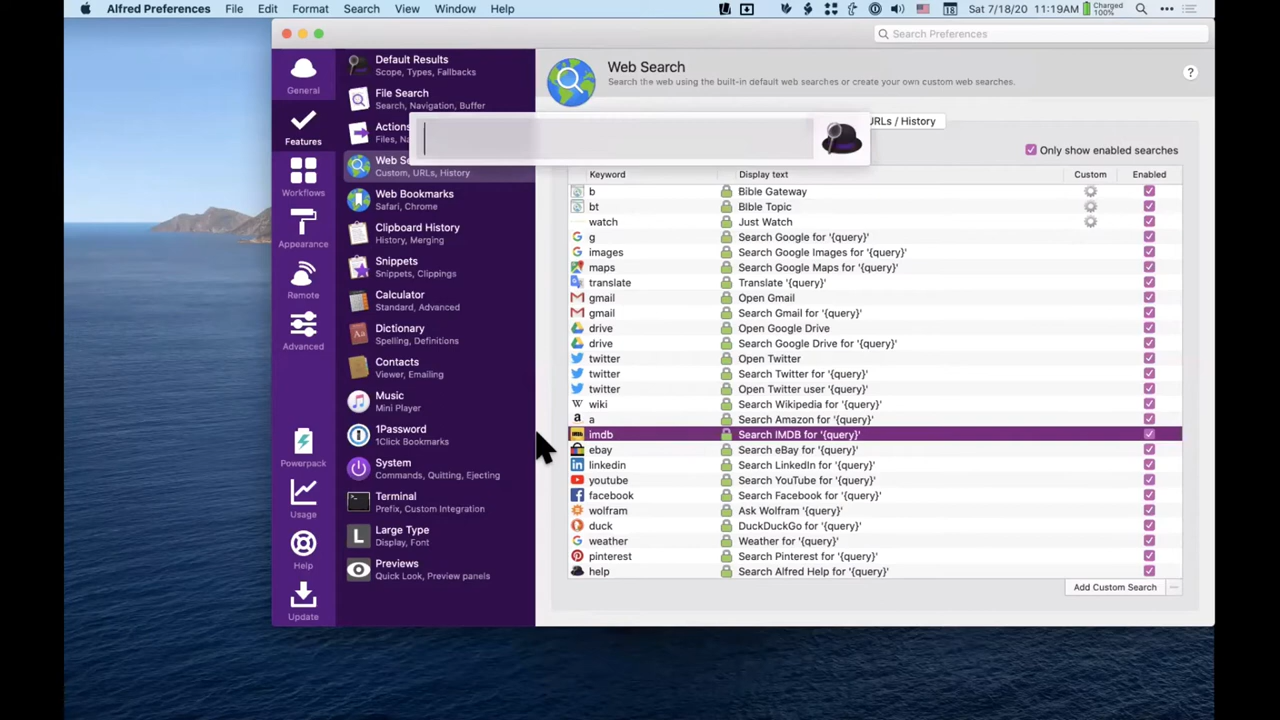 Alfred Preferences File Edit Format Search View Window Help
Sat 7/18/20 11:19AM Charged 100%
Search Preferences
General
Features
Workflows
Appearance
Remote
Advanced
Powerpack
Usage
Help
Update
Default Results
Scope, Types, Fallbacks
File Search
Search, Navigation, Buffer
Actions
Files, Na
Web Se
Custom, URLs, History
Web Bookmarks
Safari, Chrome
Clipboard History
History, Merging
Snippets
Snippets, Clippings
Calculator
Standard, Advanced
Dictionary
Spelling, Definitions
Contacts
Viewer, Emailing
Music
Mini Player
1Password
1Click Bookmarks
System
Commands, Quitting, Ejecting
Terminal
Prefix, Custom Integration
Large Type
Display, Font
Previews
Quick Look, Preview panels
Web Search
Search the web using the built-in default web searches or create your own custom web searches.
?
URLs / History
Only show enabled searches
Keyword Display text Custom Enabled
b Bible Gateway
bt BIble Topic
watch Just Watch
g Search Google for '{query}'
images Search Google Images for '{query}'
maps Search Google Maps for '{query}'
translate Translate '{query}'
gmail Open Gmail
gmail Search Gmail for '{query}'
drive Open Google Drive
drive Search Google Drive for '{query}'
twitter Open Twitter
twitter Search Twitter for '{query}'
twitter Open Twitter user '{query}'
wiki Search Wikipedia for '{query}'
a Search Amazon for '{query}'
imdb Search IMDB for '{query}'
ebay Search eBay for '{query}'
linkedin Search LinkedIn for '{query}'
youtube Search YouTube for '{query}'
facebook Search Facebook for '{query}'
wolfram Ask Wolfram for '{query}'
duck DuckDuckGo for '{query}'
weather Weather for '{query}'
pinterest Search Pinterest for '{query}'
help Search Alfred Help for '{query}'
Add Custom Search